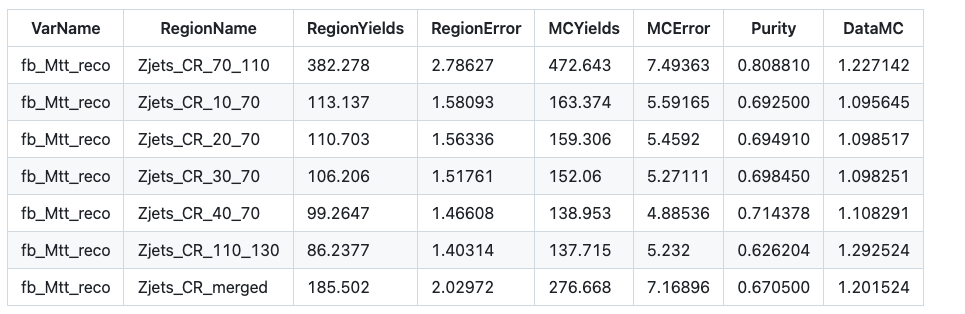 VarName RegionName RegionYields RegionError MCYields MCError Purity DataMC
fb_Mtt_reco Zjets_CR_70_110 382.278 2.78627 472.643 7.49363 0.808810 1.227142
fb_Mtt_reco Zjets_CR_10_70 113.137 1.58093 163.374 5.59165 0.692500 1.095645
fb_Mtt_reco Zjets_CR_20_70 110.703 1.56336 159.306 5.4592 0.694910 1.098517
fb_Mtt_reco Zjets_CR_30_70 106.206 1.51761 152.06 5.27111 0.698450 1.098251
fb_Mtt_reco Zjets_CR_40_70 99.2647 1.46608 138.953 4.88536 0.714378 1.108291
fb_Mtt_reco Zjets_CR_110_130 86.2377 1.40314 137.715 5.232 0.626204 1.292524
fb_Mtt_reco Zjets_CR_merged 185.502 2.02972 276.668 7.16896 0.670500 1.201524